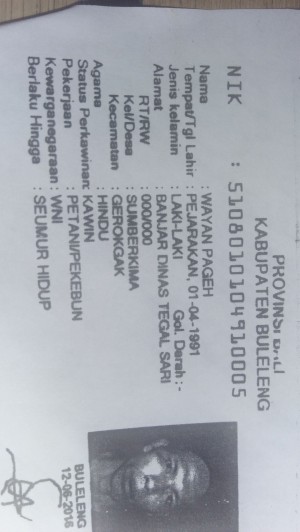 PROVINSI BALI
KABUPATEN BULELENG
NIK : 5108010104910005
Nama : WAYAN PAGEH
Tempat/Tgl Lahir : PEJARAKAN, 01-04-1991
Jenis kelamin : LAKI-LAKI Gol. Darah :-
Alamat : BANJAR DINAS TEGAL SARI
RT/RW : 000/000
Kel/Desa : SUMBERKIMA
Kecamatan : GEROKGAK
Agama : HINDU
Status Perkawinan: KAWIN
Pekerjaan : PETANI/PEKEBUN
Kewarganegaraan: WNI
Berlaku Hingga : SEUMUR HIDUP
BULELENG
12-06-2016